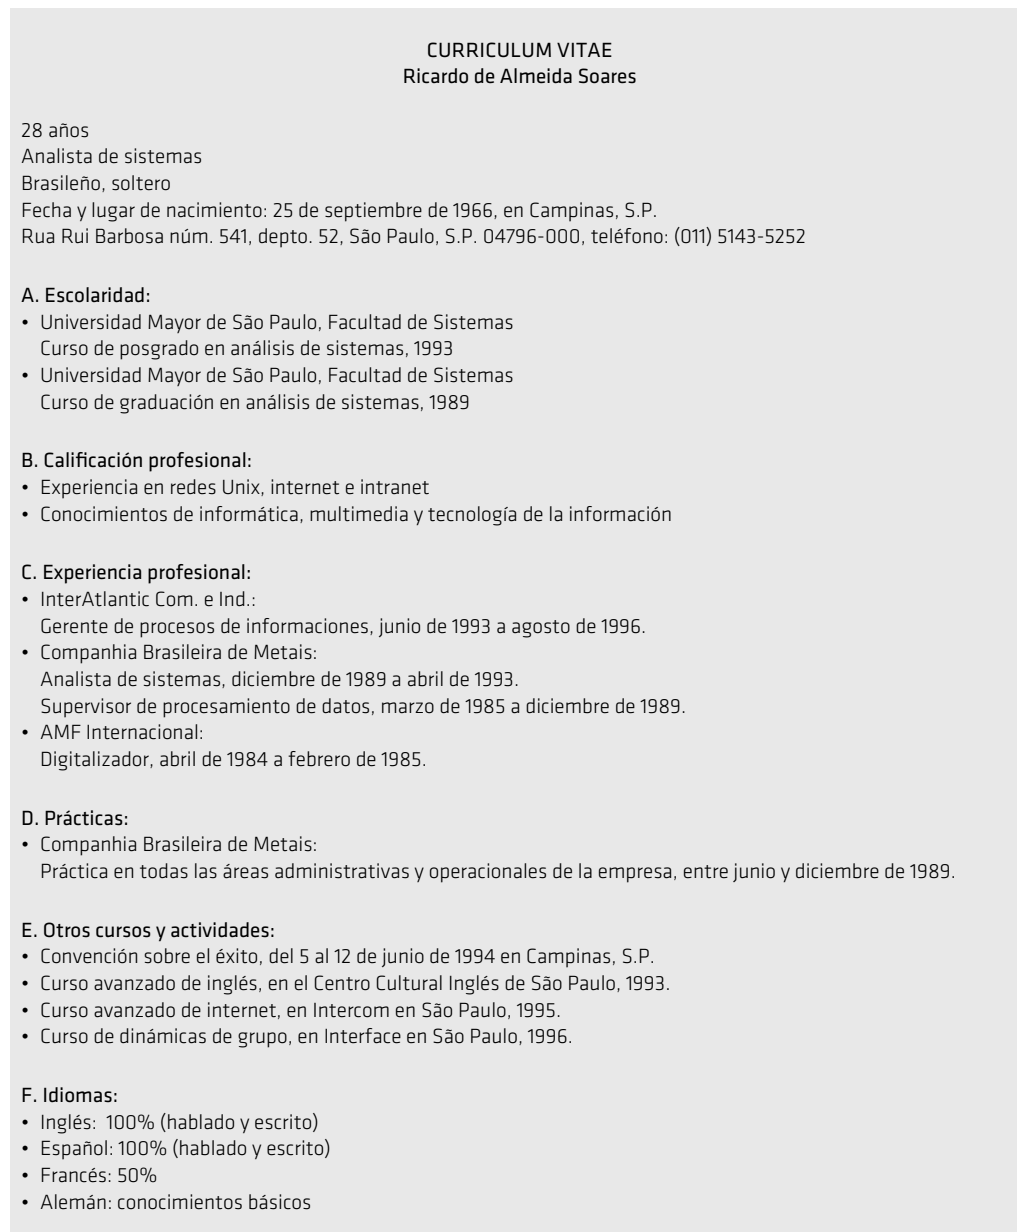 CURRICULUM VITAE
Ricardo de Almeida Soares
28 años
Analista de sistemas
Brasileño, soltero
Fecha y lugar de nacimiento: 25 de septiembre de 1966, en Campinas, S.P.
Rua Rui Barbosa núm. 541, depto. 52, São Paulo, S.P. 04796-000, teléfono: (011) 5143-5252
A. Escolaridad:
• Universidad Mayor de São Paulo, Facultad de Sistemas
Curso de posgrado en análisis de sistemas, 1993
• Universidad Mayor de São Paulo, Facultad de Sistemas
Curso de graduación en análisis de sistemas, 1989
B. Calificación profesional:
• Experiencia en redes Unix, internet e intranet
• Conocimientos de informática, multimedia y tecnología de la información
C. Experiencia profesional:
• InterAtlantic Com. e Ind.:
Gerente de procesos de informaciones, junio de 1993 a agosto de 1996.
• Companhia Brasileira de Metais:
Analista de sistemas, diciembre de 1989 a abril de 1993.
Supervisor de procesamiento de datos, marzo de 1985 a diciembre de 1989.
• AMF Internacional:
Digitalizador, abril de 1984 a febrero de 1985.
D. Prácticas:
• Companhia Brasileira de Metais:
Práctica en todas las áreas administrativas y operacionales de la empresa, entre junio y diciembre de 1989.
E. Otros cursos y actividades:
• Convención sobre el éxito, del 5 al 12 de junio de 1994 en Campinas, S.P.
• Curso avanzado de inglés, en el Centro Cultural Inglés de São Paulo, 1993.
• Curso avanzado de internet, en Intercom en São Paulo, 1995.
• Curso de dinámicas de grupo, en Interface en São Paulo, 1996.
F. Idiomas:
• Inglés: 100% (hablado y escrito)
• Español: 100% (hablado y escrito)
• Francés: 50%
• Alemán: conocimientos básicos